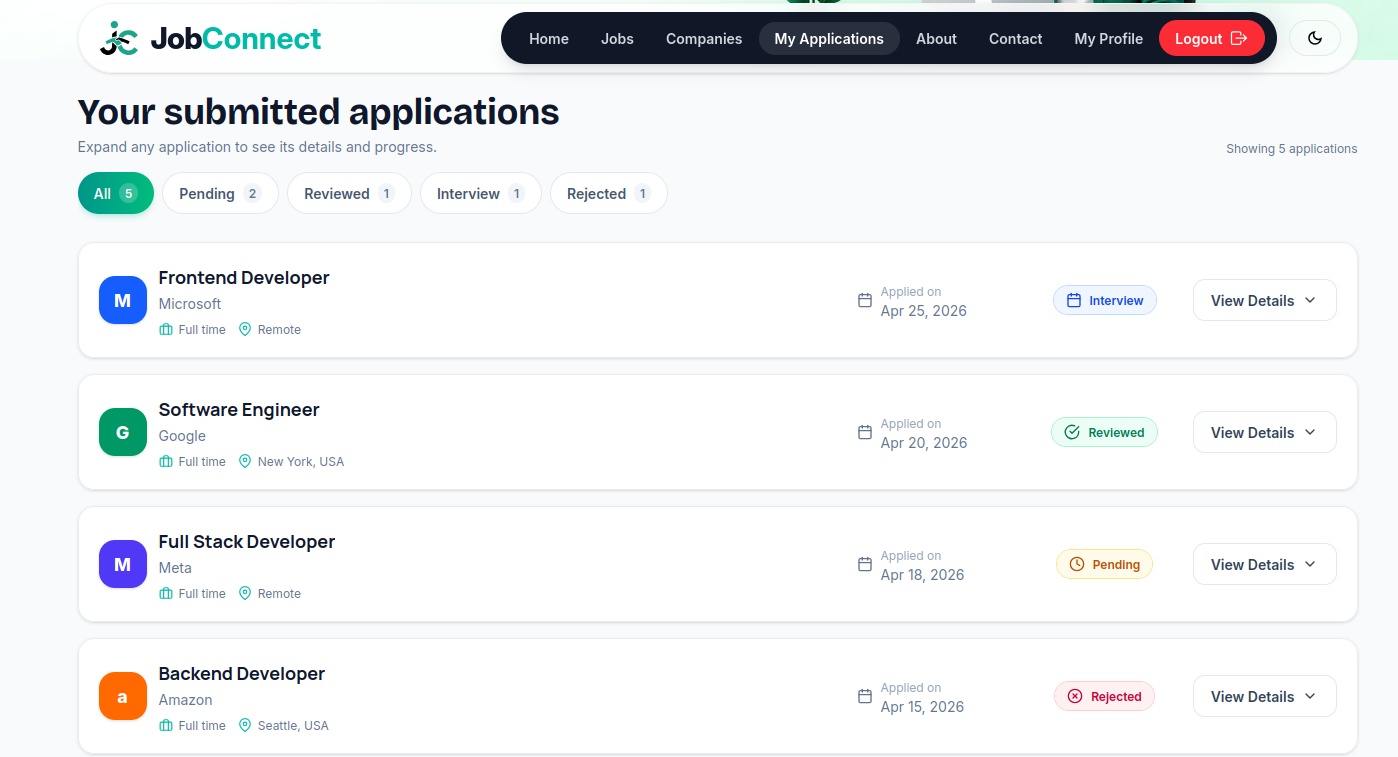 JobConnect
Home Jobs Companies My Applications About Contact My Profile Logout
Your submitted applications
Expand any application to see its details and progress.
Showing 5 applications
All 5 Pending 2 Reviewed 1 Interview 1 Rejected 1
M
Frontend Developer
Microsoft
Full time Remote
Applied on
Apr 25, 2026
Interview
View Details
G
Software Engineer
Google
Full time New York, USA
Applied on
Apr 20, 2026
Reviewed
View Details
M
Full Stack Developer
Meta
Full time Remote
Applied on
Apr 18, 2026
Pending
View Details
a
Backend Developer
Amazon
Full time Seattle, USA
Applied on
Apr 15, 2026
Rejected
View Details